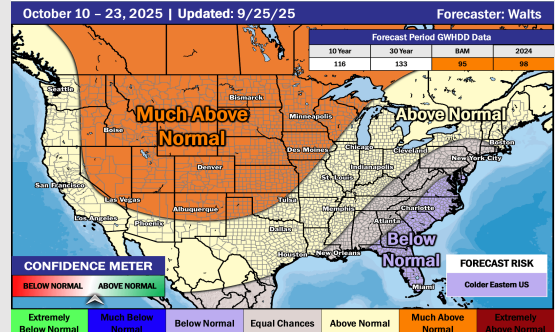 October 10 – 23, 2025 | Updated: 9/25/25
Forecaster: Walts
Forecast Period GWHDD Data
10 Year 30 Year BAM 2024
116 133 95 98
Seattle
Bismarck
Much Above
Normal
Minneapolis
Above Normal
Boise
Boston
Chicago
Cleveland
New York City
Des Moines
Indianapolis
Denver
St. Louis
San Francisco
Las Vegas
Tulsa
Memphis
Charlotte
Albuquerque
Los Angeles
Phoenix
Atlanta
Dallas
Below
Normal
Houston
New Orleans
Miami
CONFIDENCE METER
BELOW NORMAL
ABOVE NORMAL
FORECAST RISK
Colder Eastern US
Extremely
Below Normal
Much Below
Normal
Below Normal
Equal Chances
Above Normal
Much Above
Normal
Extremely
Above Normal